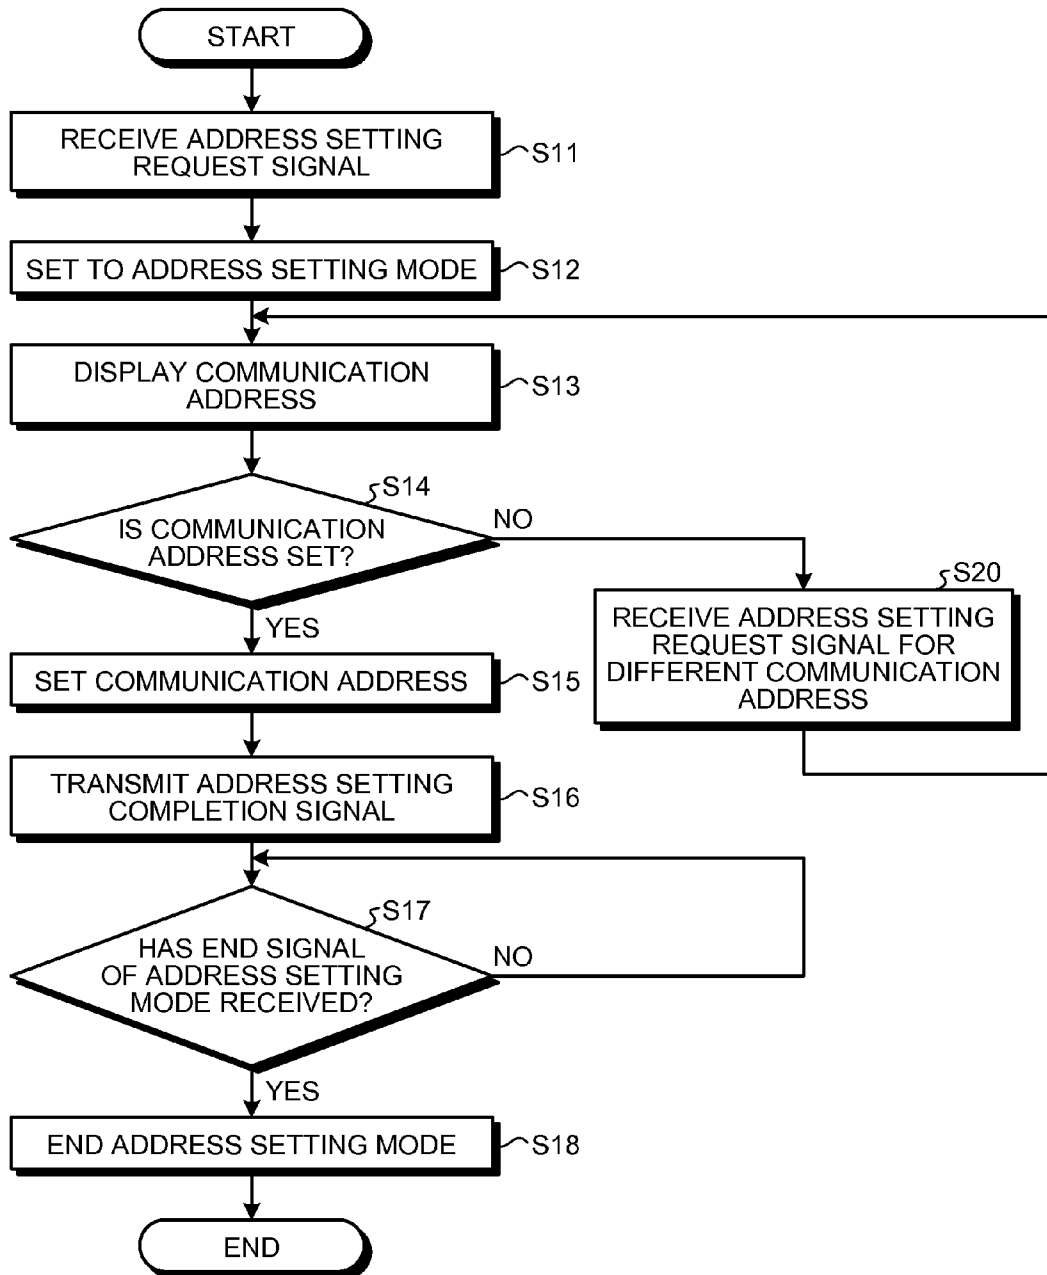 START
RECEIVE ADDRESS SETTING
REQUEST SIGNAL
S11
SET TO ADDRESS SETTING MODE
S12
DISPLAY COMMUNICATION
ADDRESS
S13
S14
IS COMMUNICATION
ADDRESS SET?
NO
YES
S20
RECEIVE ADDRESS SETTING
REQUEST SIGNAL FOR
DIFFERENT COMMUNICATION
ADDRESS
SET COMMUNICATION ADDRESS
S15
TRANSMIT ADDRESS SETTING
COMPLETION SIGNAL
S16
S17
HAS END SIGNAL
OF ADDRESS SETTING
MODE RECEIVED?
NO
YES
END ADDRESS SETTING MODE
S18
END